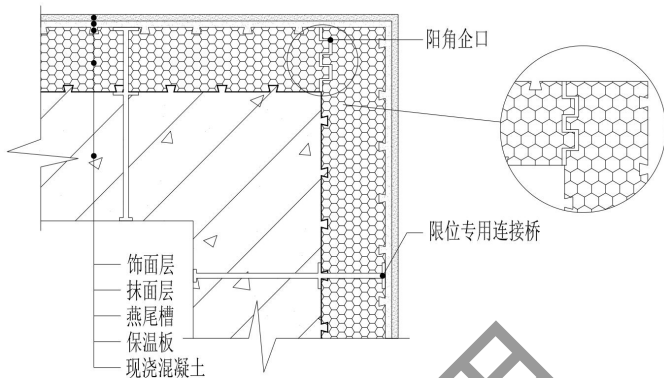 阳角企口
限位专用连接桥
饰面层
抹面层
燕尾槽
保温板
现浇混凝土